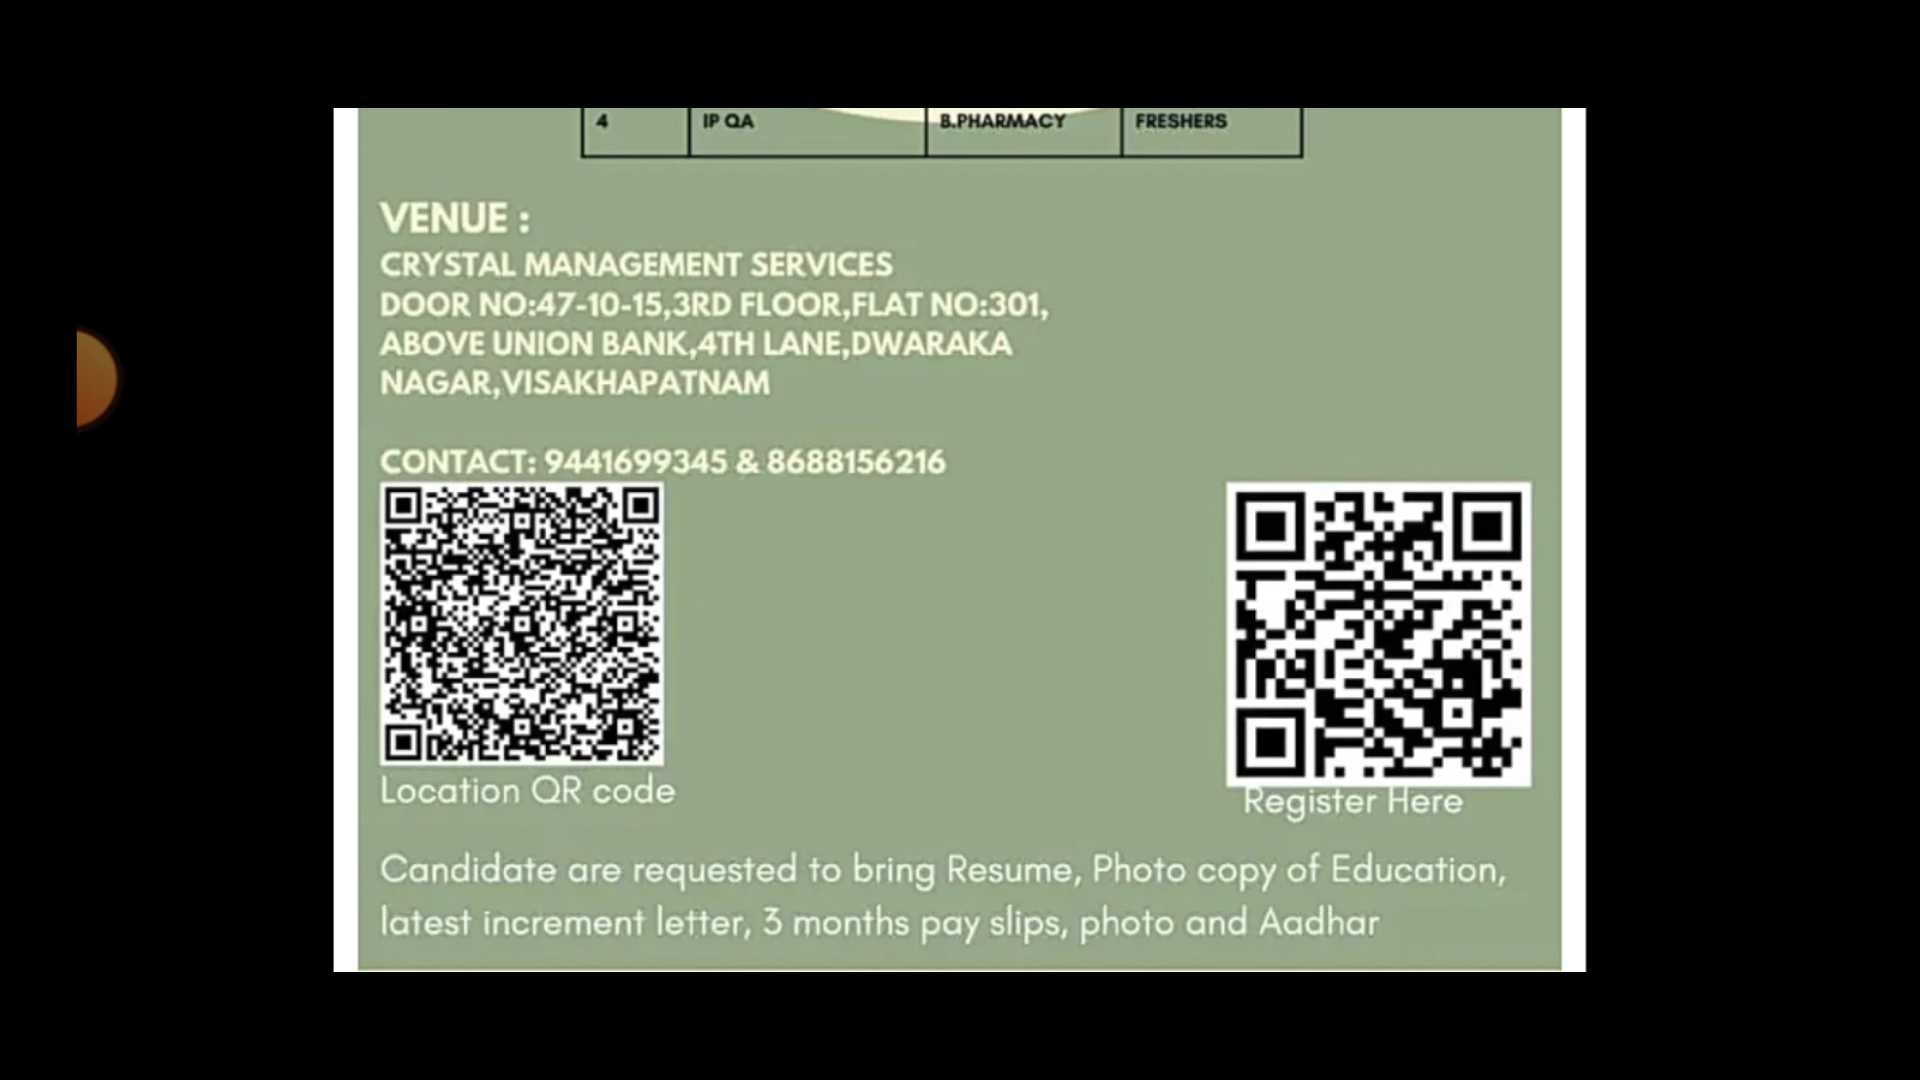 4 IP QA B.PHARMACY FRESHERS
VENUE :
CRYSTAL MANAGEMENT SERVICES
DOOR NO:47-10-15,3RD FLOOR,FLAT NO:301,
ABOVE UNION BANK,4TH LANE,DWARAKA
NAGAR,VISAKHAPATNAM
CONTACT: 9441699345 & 8688156216
Location QR code
Register Here
Candidate are requested to bring Resume, Photo copy of Education,
latest increment letter, 3 months pay slips, photo and Aadhar